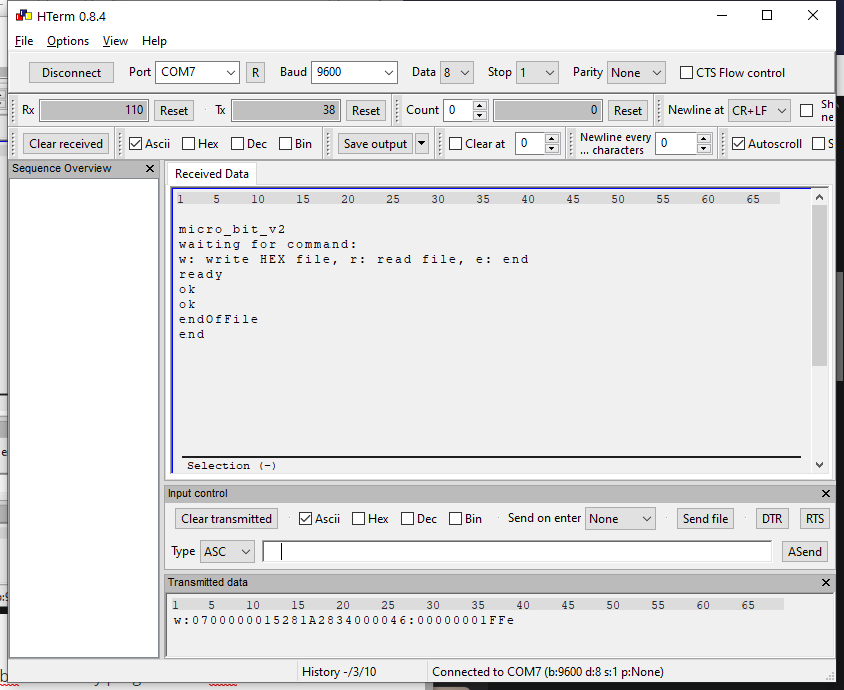 HTerm 0.8.4
File Options View Help
Disconnect Port COM7 R Baud 9600 Data 8 Stop 1 Parity None CTS Flow control
Rx 110 Reset Tx 38 Reset Count 0 0 Reset Newline at CR+LF Sh
ne
Clear received Ascii Hex Dec Bin Save output Clear at 0 Newline every
... characters 0 Autoscroll S
Sequence Overview
Received Data
1 5 10 15 20 25 30 35 40 45 50 55 60 65
micro_bit_v2
waiting for command:
w: write HEX file, r: read file, e: end
ready
ok
ok
endOfFile
end
Selection (-)
Input control
Clear transmitted Ascii Hex Dec Bin Send on enter None Send file DTR RTS
Type ASC ASend
Transmitted data
1 5 10 15 20 25 30 35 40 45 50 55 60 65
w:0700000015281A2834000046:00000001FFe
History -/3/10 Connected to COM7 (b:9600 d:8 s:1 p:None)